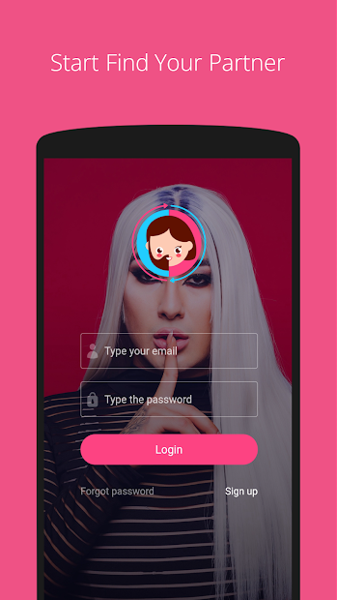 Start Find Your Partner
Type your email
Type the password
Login
Forgot password Sign up